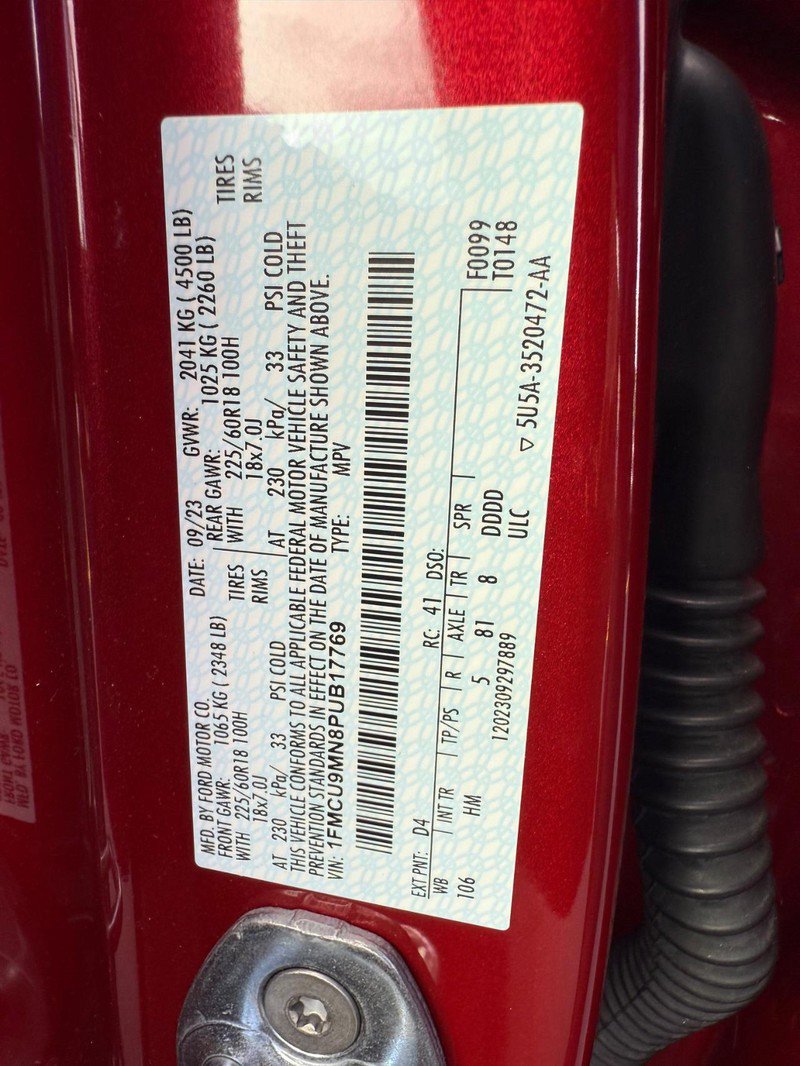 MFD. BY FORD MOTOR CO. DATE: 09/23 GVWR: 2041 KG ( 4500 LB)
FRONT GAWR: 1065 KG ( 2348 LB) REAR GAWR: 1025 KG ( 2260 LB)
WITH 225/60R18 100H TIRES WITH 225/60R18 100H TIRES
18x7.0J RIMS 18x7.0J RIMS
AT 230 kPa/ 33 PSI COLD AT 230 kPa/ 33 PSI COLD
THIS VEHICLE CONFORMS TO ALL APPLICABLE FEDERAL MOTOR VEHICLE SAFETY AND THEFT
PREVENTION STANDARDS IN EFFECT ON THE DATE OF MANUFACTURE SHOWN ABOVE.
VIN: 1FMCU9MN8PUB17769 TYPE: MPV
EXT PNT: D4 RC: 41 DSO: F0099
WB INT TR TP/PS R AXLE TR SPR T0148
106 HM 5 81 8 DDDD
1202309297889 ULC
▽ 5U5A-3520472-AA